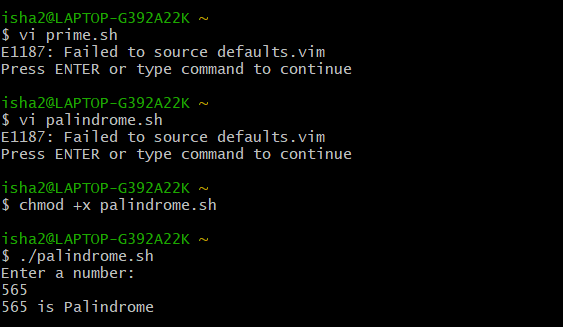 isha2@LAPTOP-G392A22K ~
$ vi prime.sh
E1187: Failed to source defaults.vim
Press ENTER or type command to continue
isha2@LAPTOP-G392A22K ~
$ vi palindrome.sh
E1187: Failed to source defaults.vim
Press ENTER or type command to continue
isha2@LAPTOP-G392A22K ~
$ chmod +x palindrome.sh
isha2@LAPTOP-G392A22K ~
$ ./palindrome.sh
Enter a number:
565
565 is Palindrome